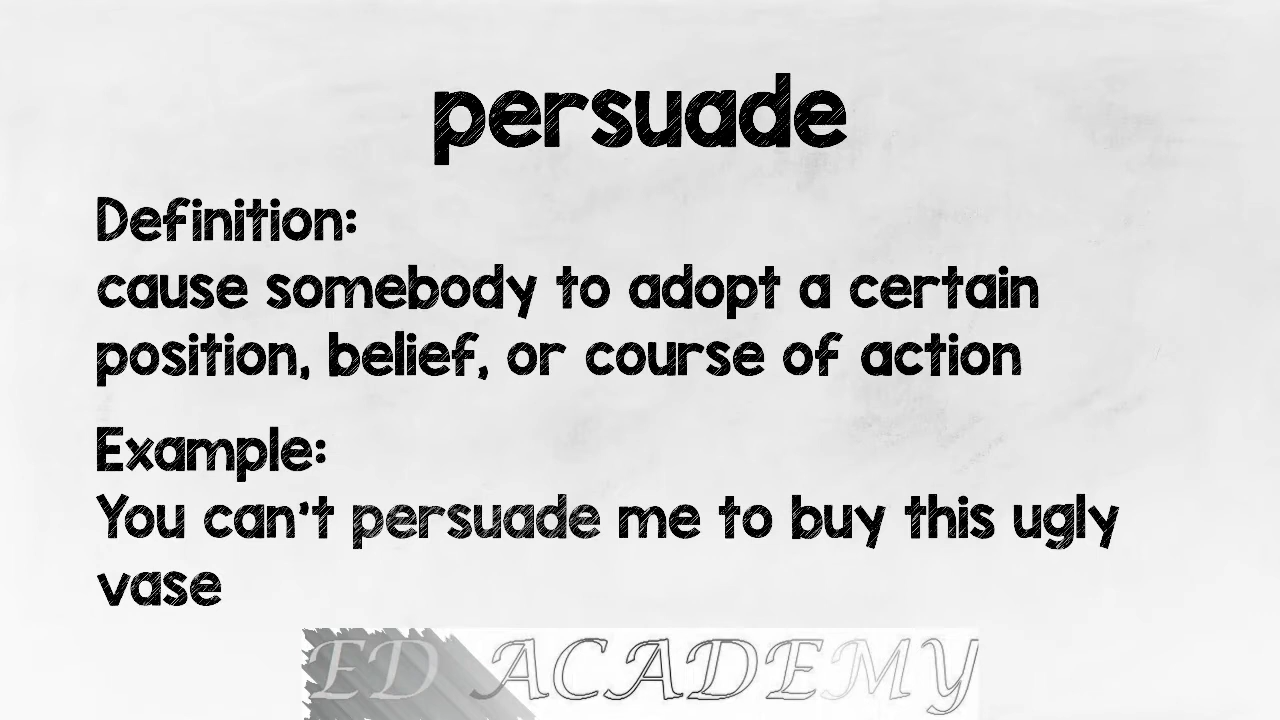 persuade
Definition:
cause somebody to adopt a certain
position, belief, or course of action
Example:
You can't persuade me to buy this ugly
vase
ED ACADEMY